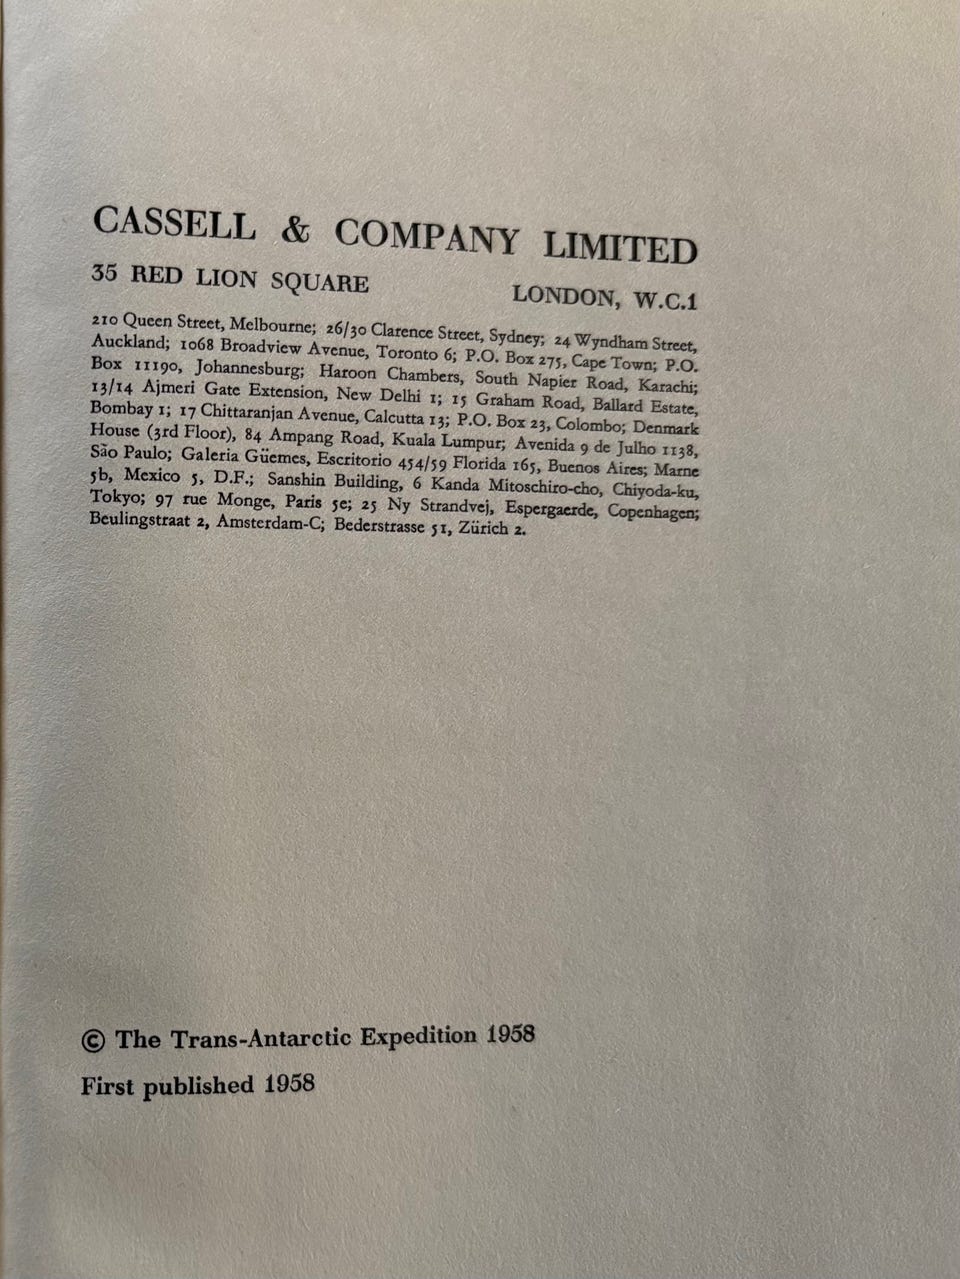 CASSELL & COMPANY LIMITED
35 RED LION SQUARE LONDON, W.C.1
210 Queen Street, Melbourne; 26/30 Clarence Street, Sydney; 24 Wyndham Street,
Auckland; 1068 Broadview Avenue, Toronto 6; P.O. Box 275, Cape Town; P.O.
Box 11190, Johannesburg; Haroon Chambers, South Napier Road, Karachi;
13/14 Ajmeri Gate Extension, New Delhi 1; 15 Graham Road, Ballard Estate,
Bombay 1; 17 Chittaranjan Avenue, Calcutta 13; P.O. Box 23, Colombo; Denmark
House (3rd Floor), 84 Ampang Road, Kuala Lumpur; Avenida 9 de Julho 1138,
São Paulo; Galeria Güemes, Escritorio 454/59 Florida 165, Buenos Aires; Marne
5b, Mexico 5, D.F.; Sanshin Building, 6 Kanda Mitoschiro-cho, Chiyoda-ku,
Tokyo; 97 rue Monge, Paris 5e; 25 Ny Strandvej, Espergaerde, Copenhagen;
Beulingstraat 2, Amsterdam-C; Bederstrasse 51, Zürich 2.
© The Trans-Antarctic Expedition 1958
First published 1958